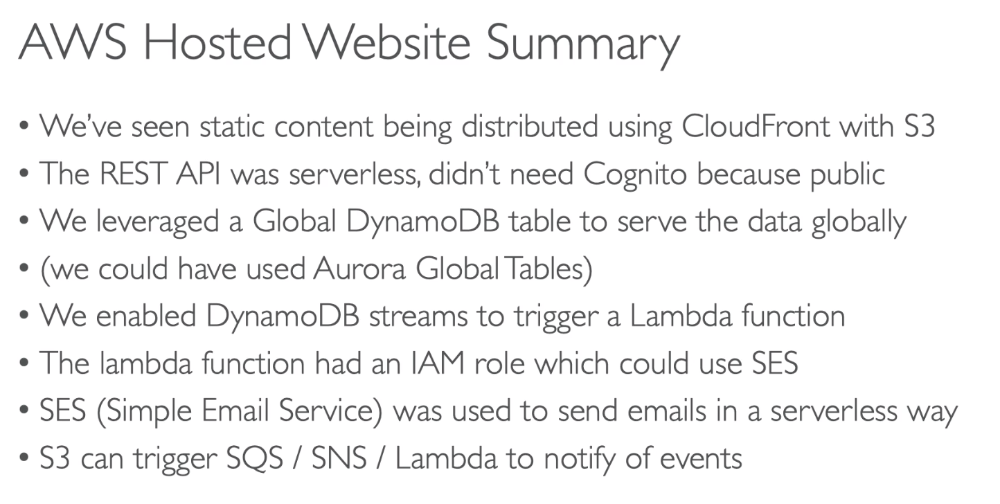 AWS Hosted Website Summary
• We’ve seen static content being distributed using CloudFront with S3
• The REST API was serverless, didn’t need Cognito because public
• We leveraged a Global DynamoDB table to serve the data globally
• (we could have used Aurora Global Tables)
• We enabled DynamoDB streams to trigger a Lambda function
• The lambda function had an IAM role which could use SES
• SES (Simple Email Service) was used to send emails in a serverless way
• S3 can trigger SQS / SNS / Lambda to notify of events